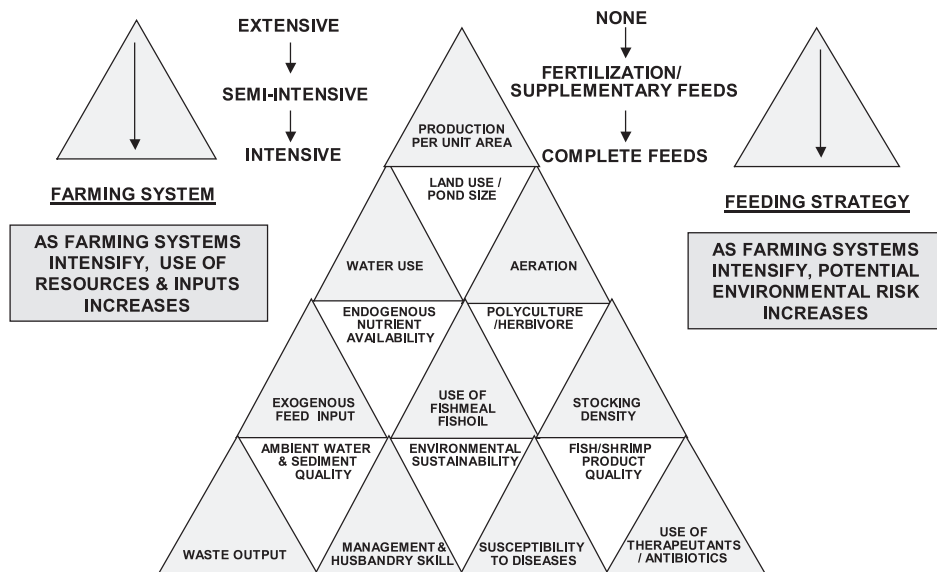 EXTENSIVE
SEMI-INTENSIVE
INTENSIVE
FARMING SYSTEM
AS FARMING SYSTEMS
INTENSIFY, USE OF
RESOURCES & INPUTS
INCREASES
NONE
FERTILIZATION/
SUPPLEMENTARY FEEDS
COMPLETE FEEDS
FEEDING STRATEGY
AS FARMING SYSTEMS
INTENSIFY, POTENTIAL
ENVIRONMENTAL RISK
INCREASES
PRODUCTION
PER UNIT AREA
LAND USE /
POND SIZE
WATER USE
AERATION
ENDOGENOUS
NUTRIENT
AVAILABILITY
POLYCULTURE
/HERBIVORE
EXOGENOUS
FEED INPUT
USE OF
FISHMEAL
FISHOIL
STOCKING
DENSITY
AMBIENT WATER
& SEDIMENT
QUALITY
ENVIRONMENTAL
SUSTAINABILITY
FISH/SHRIMP
PRODUCT
QUALITY
WASTE OUTPUT
MANAGEMENT &
HUSBANDRY SKILL
SUSCEPTIBILITY
TO DISEASES
USE OF
THERAPEUTANTS
/ ANTIBIOTICS